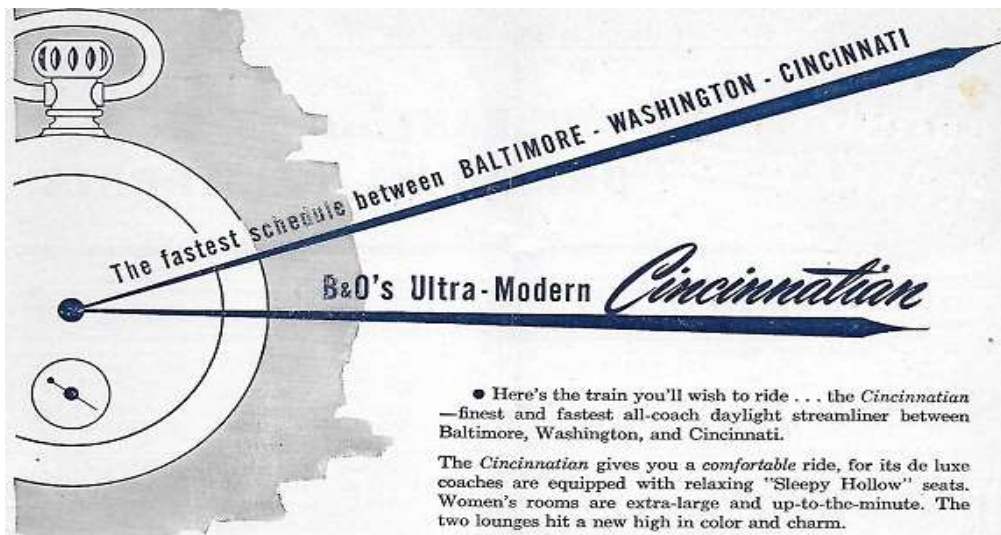 The fastest schedule between BALTIMORE - WASHINGTON - CINCINNATI
B&O's Ultra-Modern Cincinnatian
● Here's the train you'll wish to ride . . . the Cincinnatian
—finest and fastest all-coach daylight streamliner between
Baltimore, Washington, and Cincinnati.
The Cincinnatian gives you a comfortable ride, for its de luxe
coaches are equipped with relaxing "Sleepy Hollow" seats.
Women's rooms are extra-large and up-to-the-minute. The
two lounges hit a new high in color and charm.